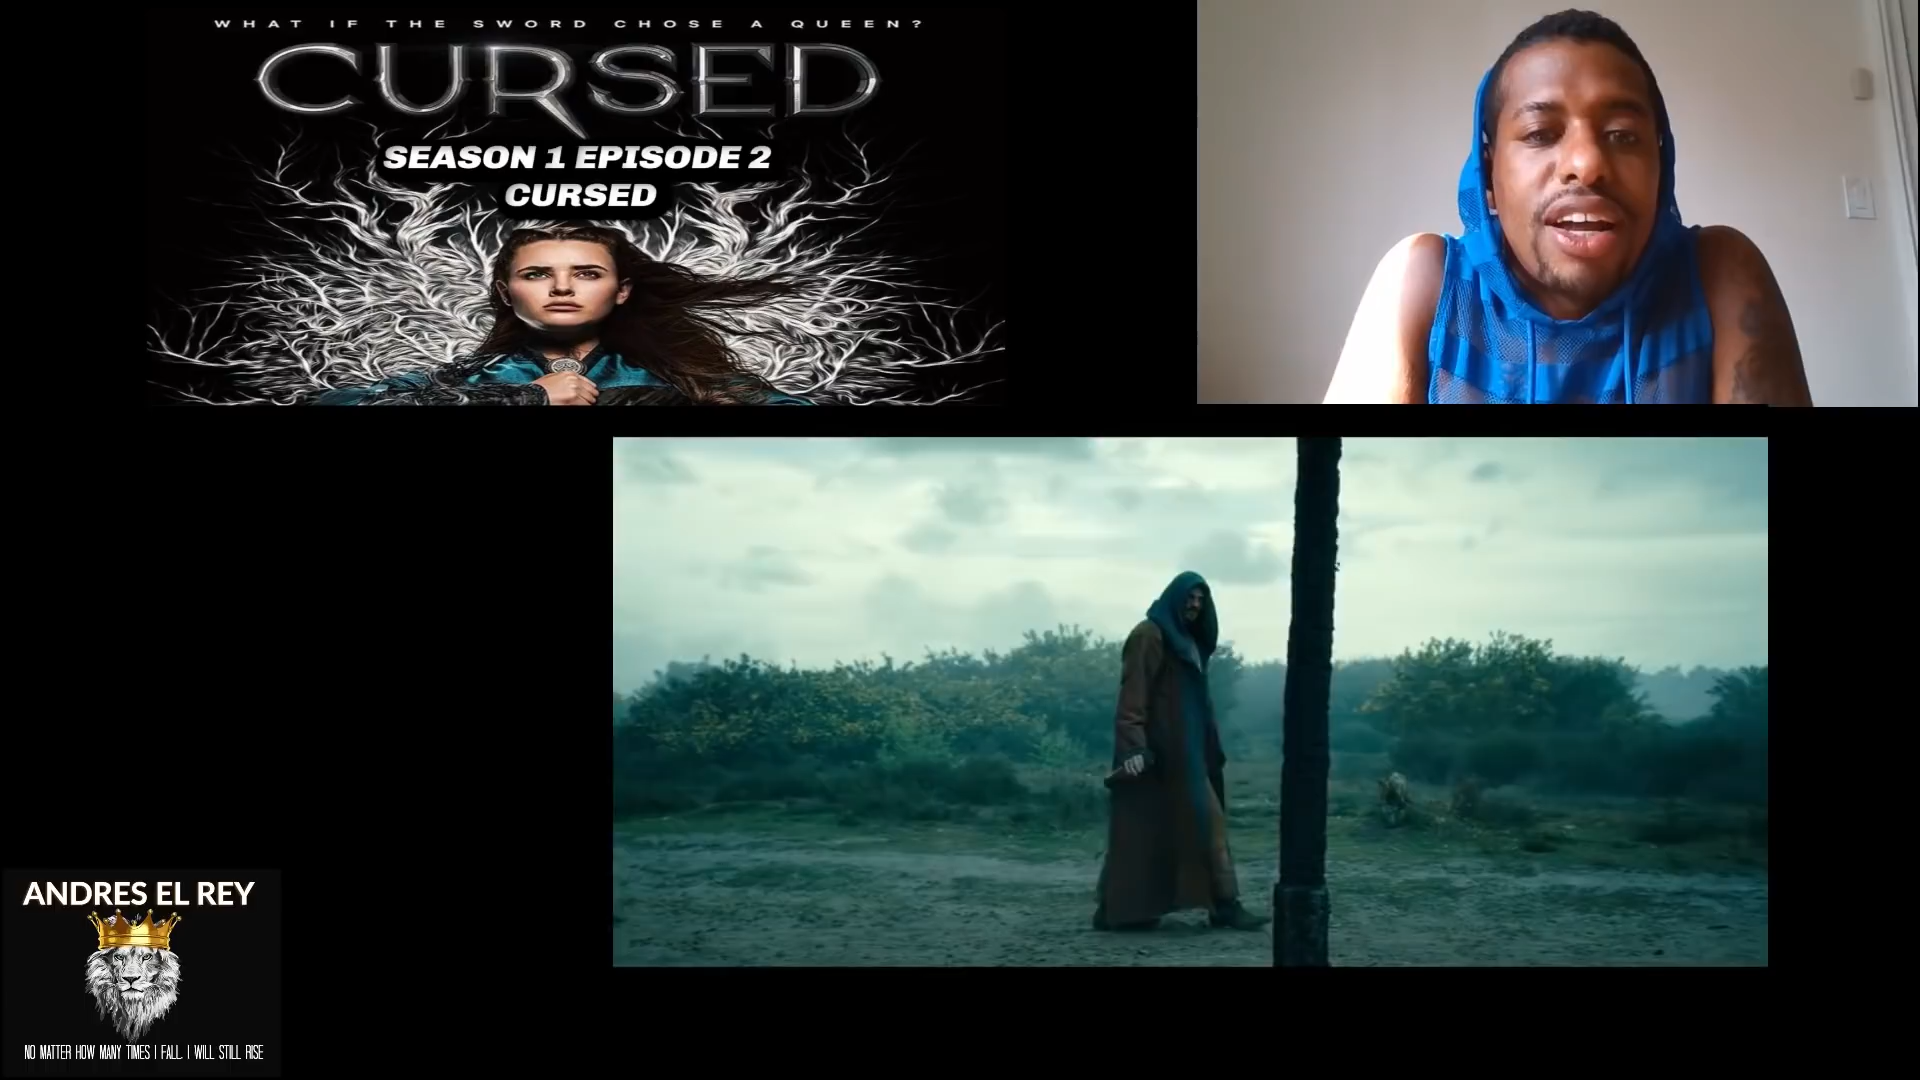 WHAT IF THE SWORD CHOSE A QUEEN?
CURSED
SEASON 1 EPISODE 2
CURSED
ANDRES EL REY
NO MATTER HOW MANY TIMES I FALL. I WILL STILL RISE